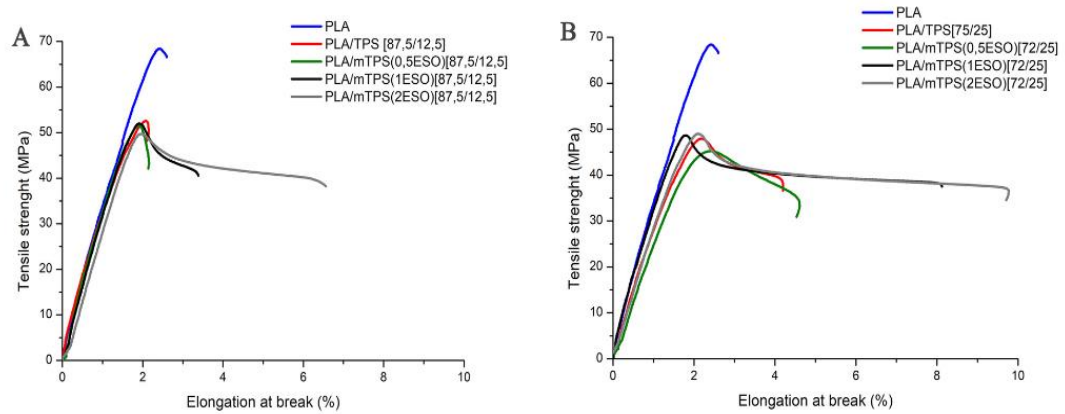 A
PLA
PLA/TPS [87,5/12,5]
PLA/mTPS(0,5ESO)[87,5/12,5]
PLA/mTPS(1ESO)[87,5/12,5]
PLA/mTPS(2ESO)[87,5/12,5]
Tensile strenght (MPa)
70
60
50
40
30
20
10
0
0 2 4 6 8 10
Elongation at break (%)
B
PLA
PLA/TPS[75/25]
PLA/mTPS(0,5ESO)[72/25]
PLA/mTPS(1ESO)[72/25]
PLA/mTPS(2ESO)[72/25]
Tensile strenght (MPa)
70
60
50
40
30
20
10
0
0 2 4 6 8 10
Elongation at break (%)